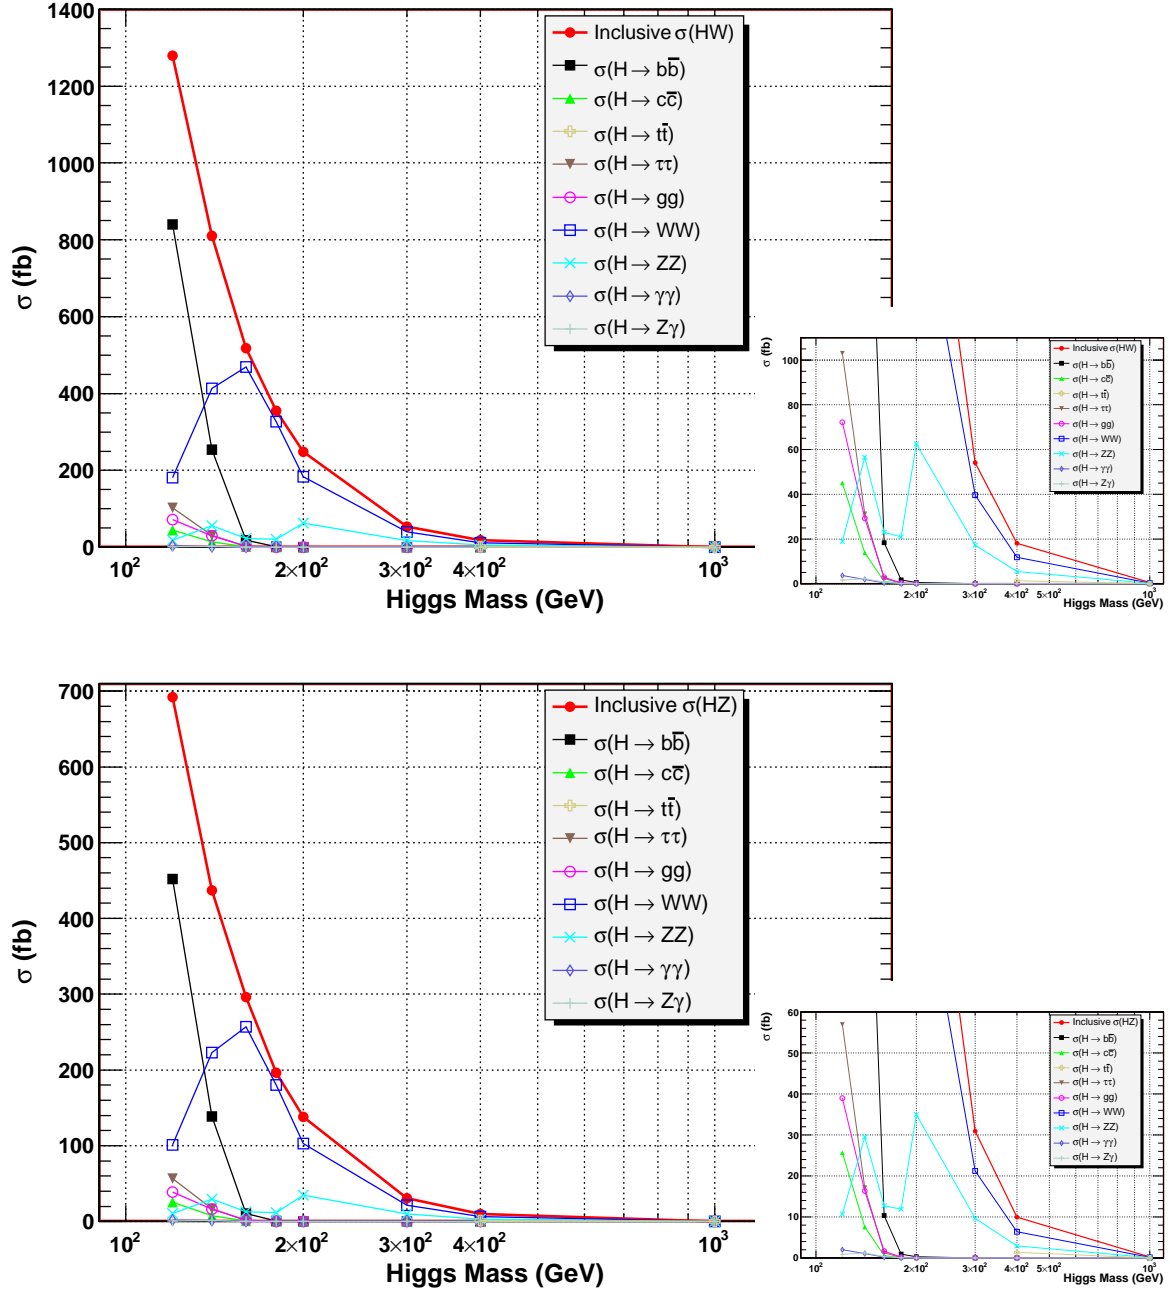 1400
1200
1000
800
600
400
200
0
σ (fb)
10²
2×10²
3×10²
4×10²
10³
Higgs Mass (GeV)
Inclusive σ(HW)
σ(H→ bb̅)
σ(H→ cc̅)
σ(H→ tt̅)
σ(H→ ττ)
σ(H→ gg)
σ(H→ WW)
σ(H→ ZZ)
σ(H→ γγ)
σ(H→ Zγ)
σ (fb)
100
80
60
40
20
0
10²
2×10²
3×10²
4×10²
5×10²
10³
Higgs Mass (GeV)
Inclusive σ(HW)
σ(H→ bb̅)
σ(H→ cc̅)
σ(H→ tt̅)
σ(H→ ττ)
σ(H→ gg)
σ(H→ WW)
σ(H→ ZZ)
σ(H→ γγ)
σ(H→ Zγ)
700
600
500
400
300
200
100
0
σ (fb)
10²
2×10²
3×10²
4×10²
10³
Higgs Mass (GeV)
Inclusive σ(HZ)
σ(H→ bb̅)
σ(H→ cc̅)
σ(H→ tt̅)
σ(H→ ττ)
σ(H→ gg)
σ(H→ WW)
σ(H→ ZZ)
σ(H→ γγ)
σ(H→ Zγ)
σ (fb)
60
50
40
30
20
10
0
10²
2×10²
3×10²
4×10²
5×10²
10³
Higgs Mass (GeV)
Inclusive σ(HZ)
σ(H→ bb̅)
σ(H→ cc̅)
σ(H→ tt̅)
σ(H→ ττ)
σ(H→ gg)
σ(H→ WW)
σ(H→ ZZ)
σ(H→ γγ)
σ(H→ Zγ)